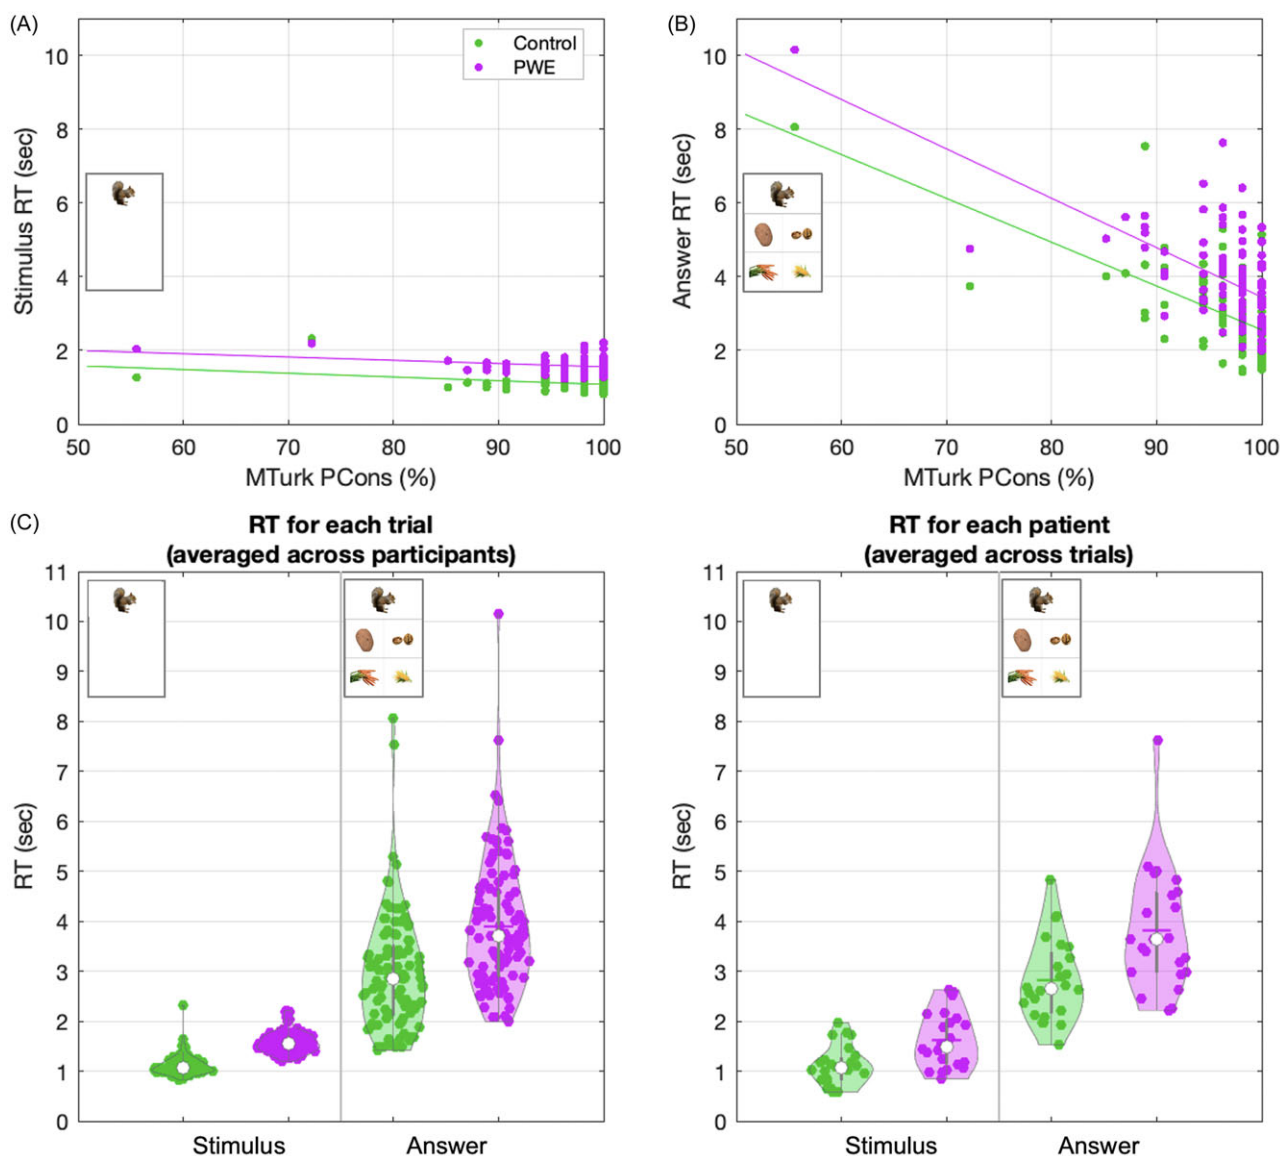 (A)
10
8
6
4
2
0
Stimulus RT (sec)
Control
PWE
50 60 70 80 90 100
MTurk PCons (%)
(B)
10
8
6
4
2
0
Answer RT (sec)
50 60 70 80 90 100
MTurk PCons (%)
(C)
RT for each trial
(averaged across participants)
11
10
9
8
7
6
5
4
3
2
1
0
RT (sec)
Stimulus Answer
RT for each patient
(averaged across trials)
11
10
9
8
7
6
5
4
3
2
1
0
RT (sec)
Stimulus Answer